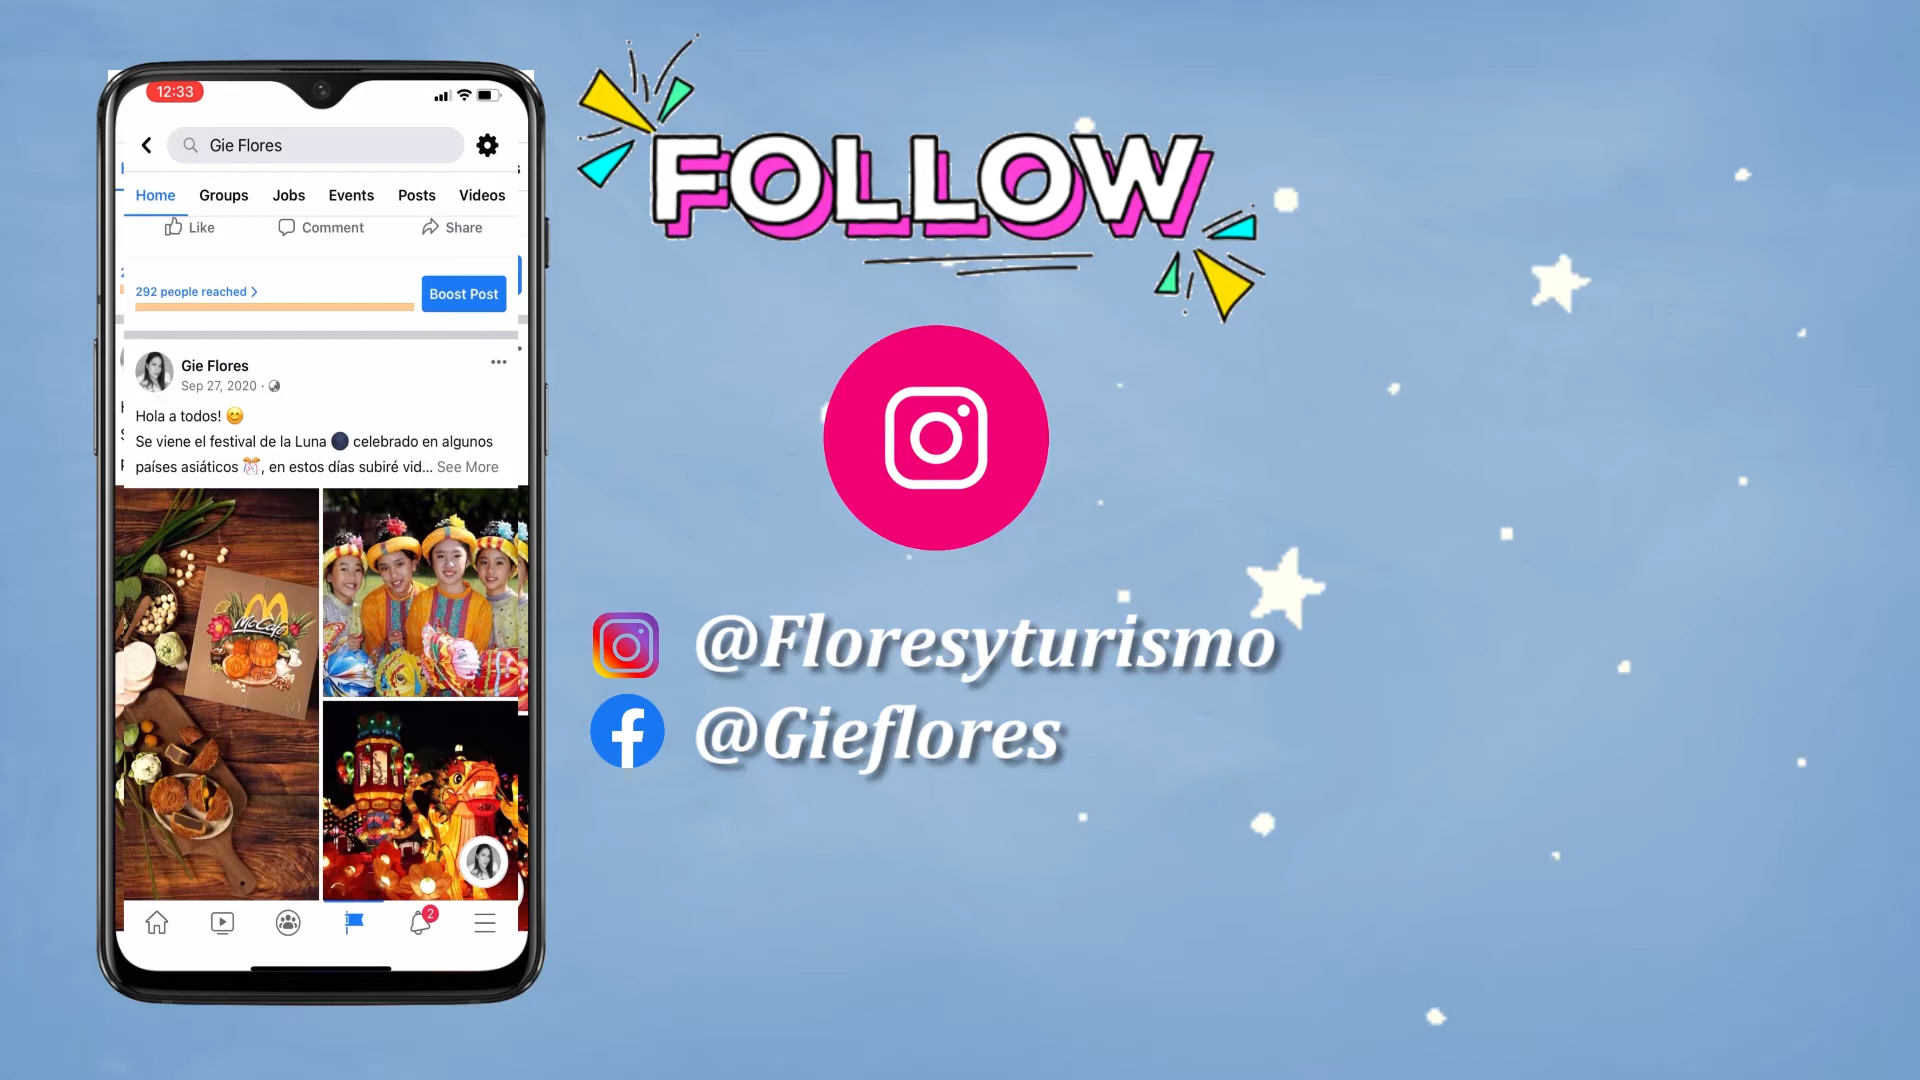 12:33
Gie Flores
Home Groups Jobs Events Posts Videos
Like Comment Share
292 people reached
Boost Post
Gie Flores
Sep 27, 2020 ·
Hola a todos! 😊
Se viene el festival de la Luna 🌑 celebrado en algunos
países asiáticos 🎊, en estos días subiré vid... See More
McCafé
2
FOLLOW
@Floresyturismo
@Gieflores